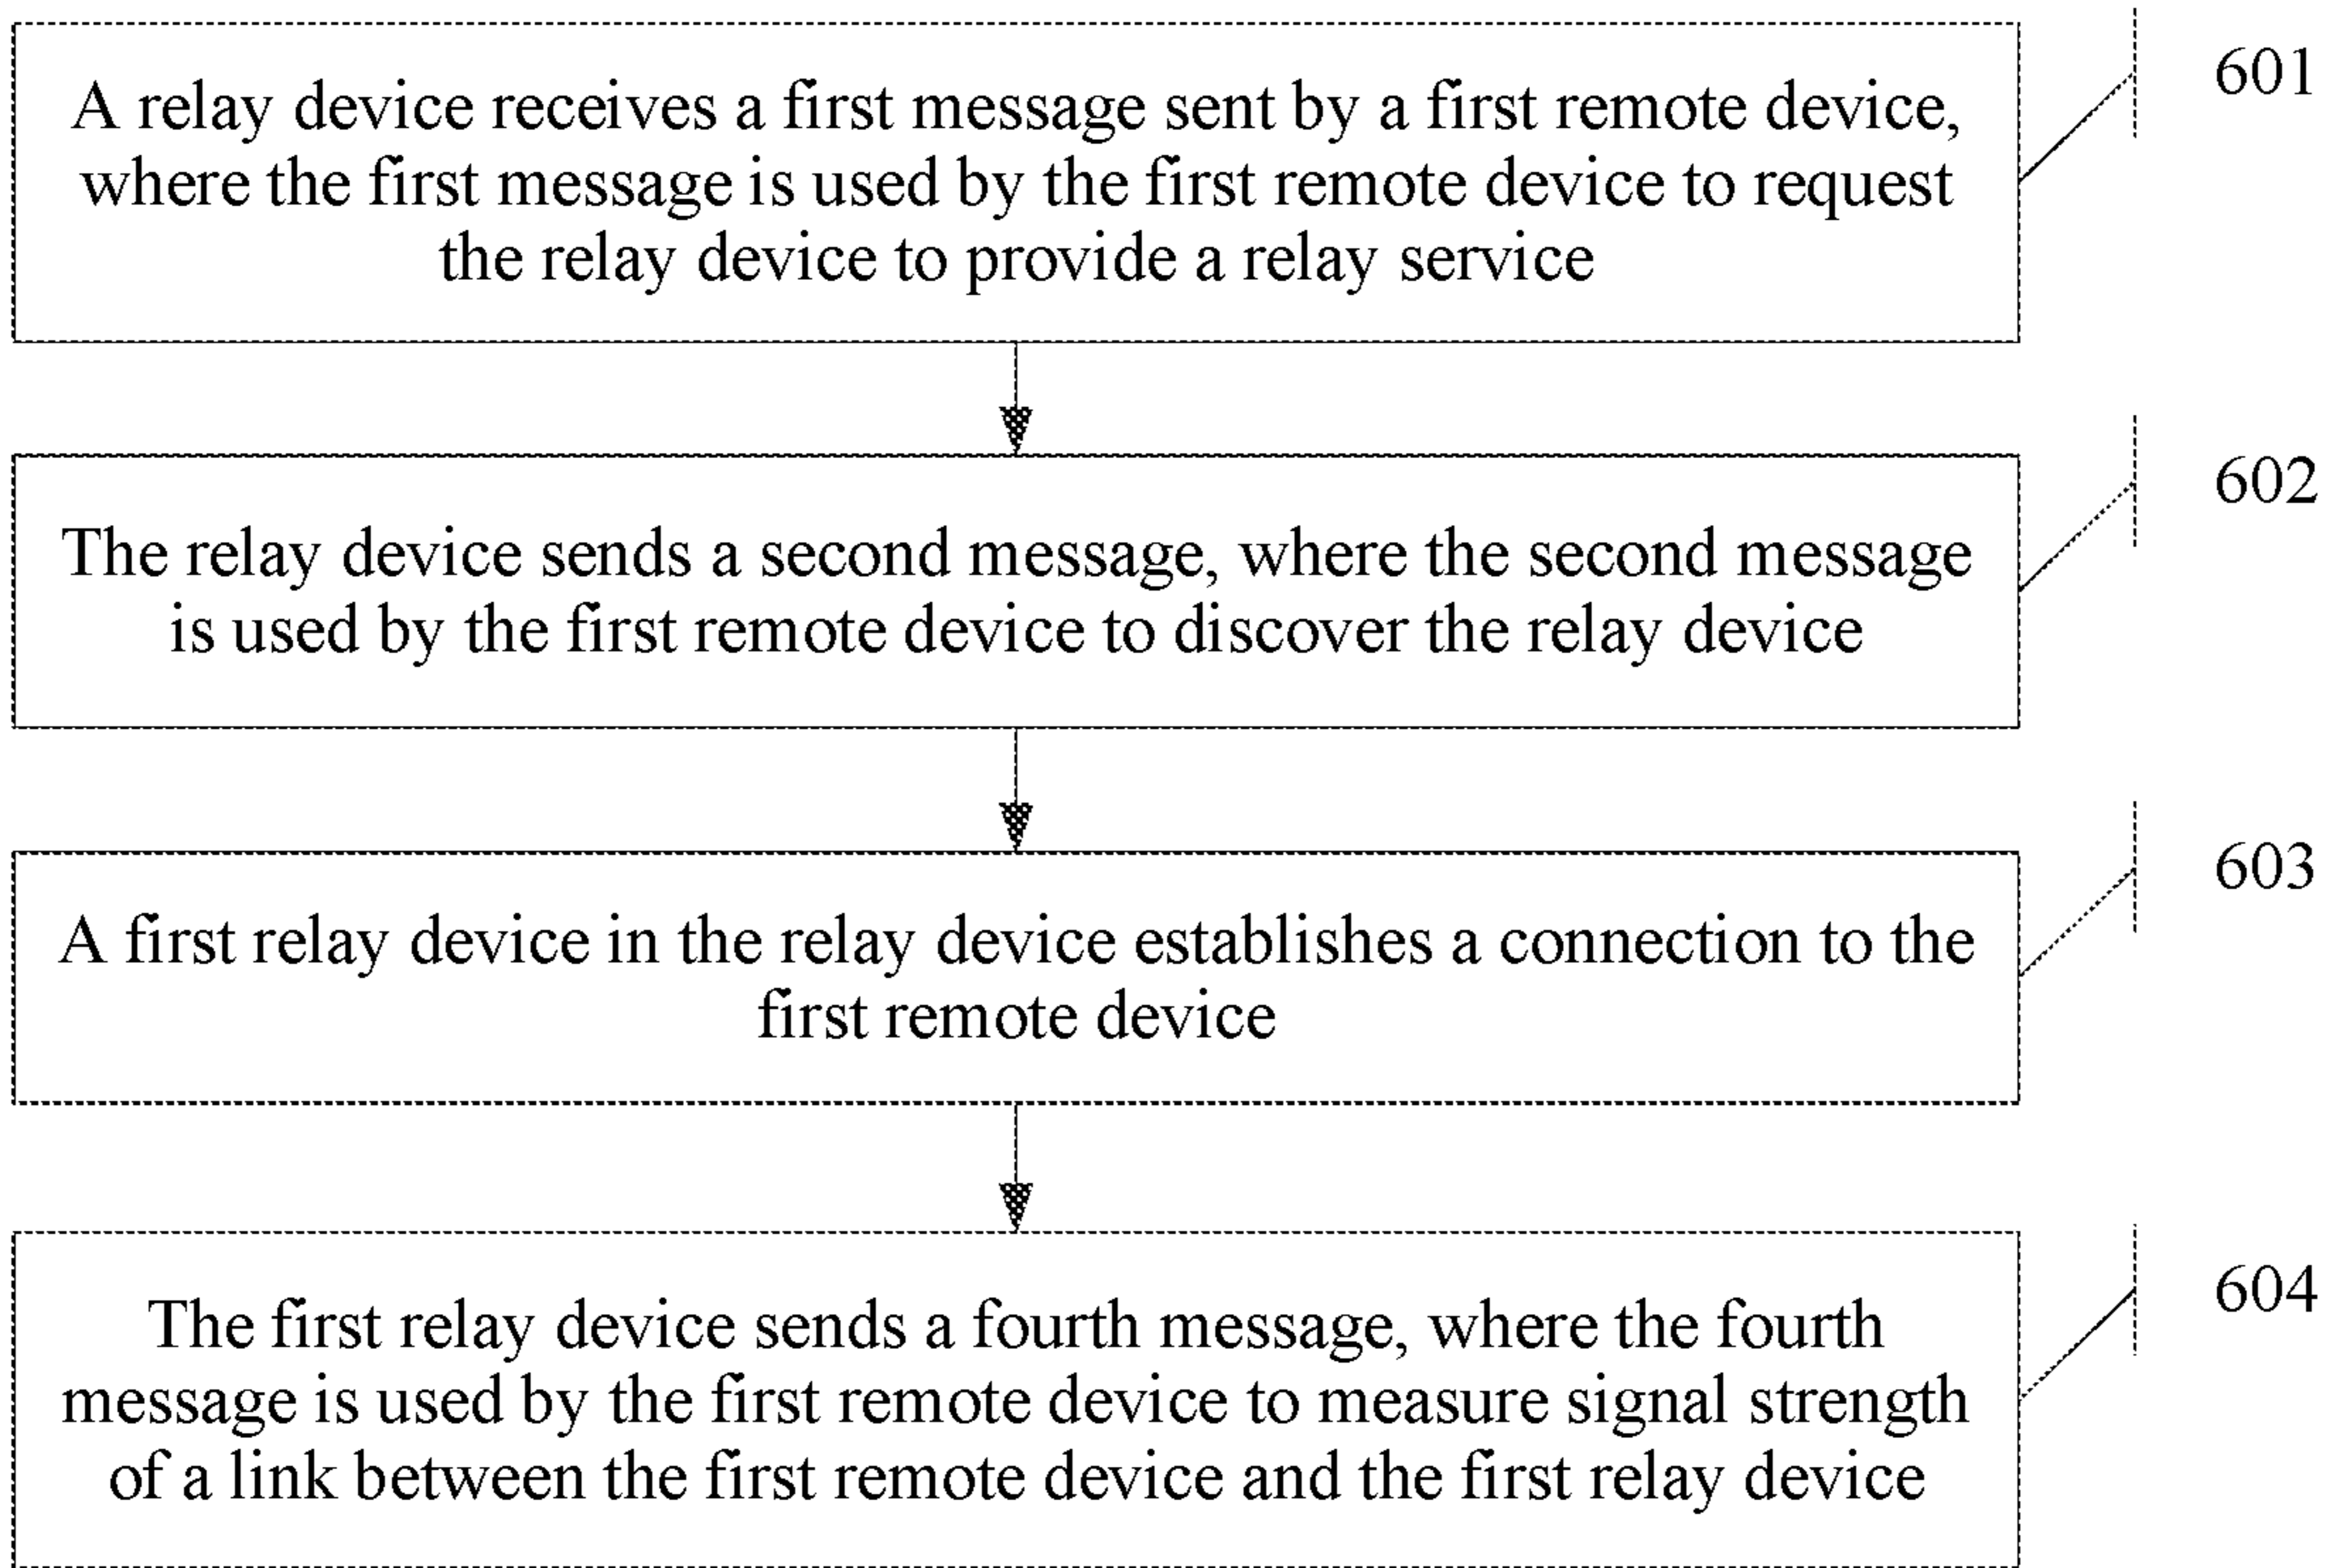 A relay device receives a first message sent by a first remote device,
where the first message is used by the first remote device to request
the relay device to provide a relay service
601
The relay device sends a second message, where the second message
is used by the first remote device to discover the relay device
602
A first relay device in the relay device establishes a connection to the
first remote device
603
The first relay device sends a fourth message, where the fourth
message is used by the first remote device to measure signal strength
of a link between the first remote device and the first relay device
604